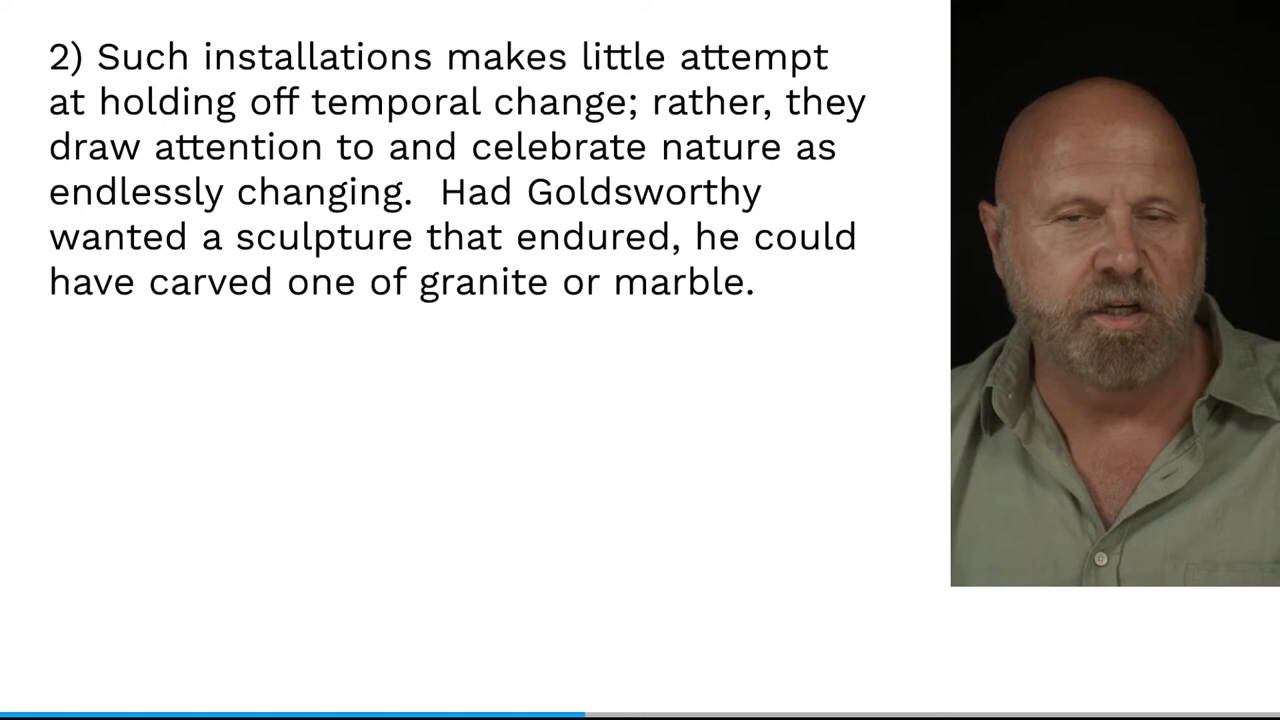 2) Such installations makes little attempt
at holding off temporal change; rather, they
draw attention to and celebrate nature as
endlessly changing.  Had Goldsworthy
wanted a sculpture that endured, he could
have carved one of granite or marble.